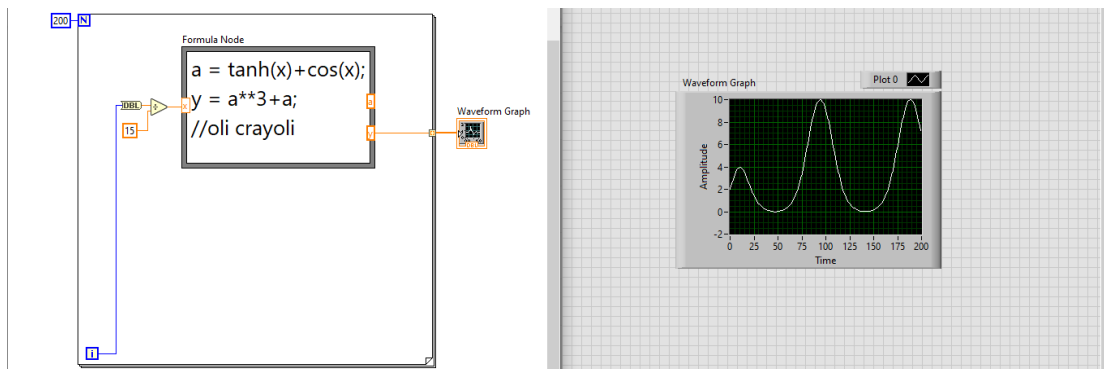 200
N
Formula Node
a = tanh(x)+cos(x);
y = a**3+a;
//oli crayoli
x
a
y
DBL
÷
15
i
Waveform Graph
DBL
Waveform Graph
Plot 0
Amplitude
10
8
6
4
2
0
-2
0 25 50 75 100 125 150 175 200
Time